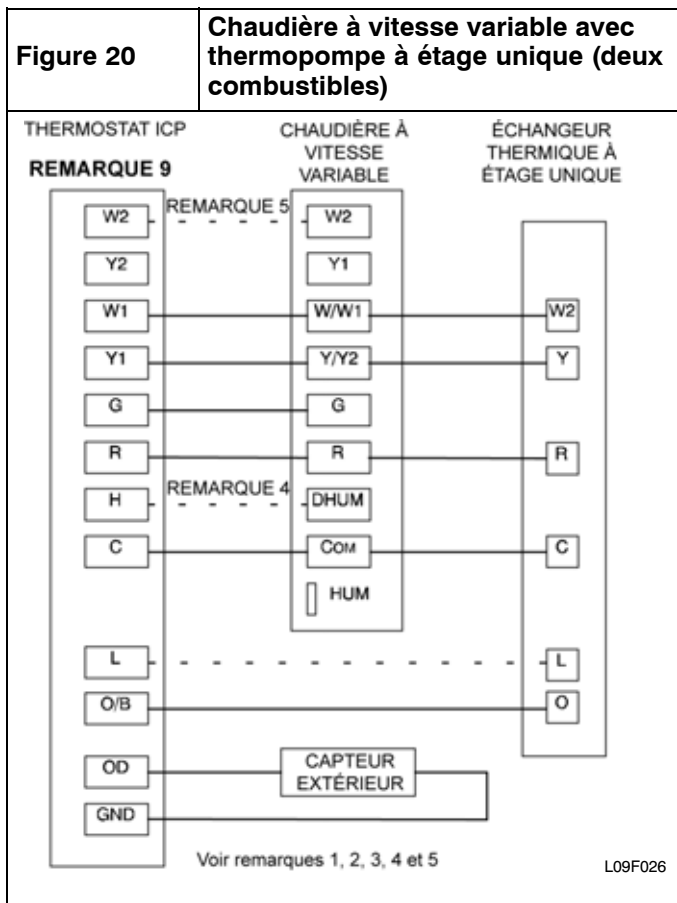 Figure 20
Chaudière à vitesse variable avec
thermopompe à étage unique (deux
combustibles)
THERMOSTAT ICP
REMARQUE 9
CHAUDIÈRE À
VITESSE
VARIABLE
ÉCHANGEUR
THERMIQUE À
ÉTAGE UNIQUE
W2 REMARQUE 5 W2
Y2 Y1
W1 W/W1 W2
Y1 Y/Y2 Y
G G
R R R
H REMARQUE 4 DHUM
C COM C
HUM
L L
O/B O
OD CAPTEUR
EXTÉRIEUR
GND
Voir remarques 1, 2, 3, 4 et 5
L09F026